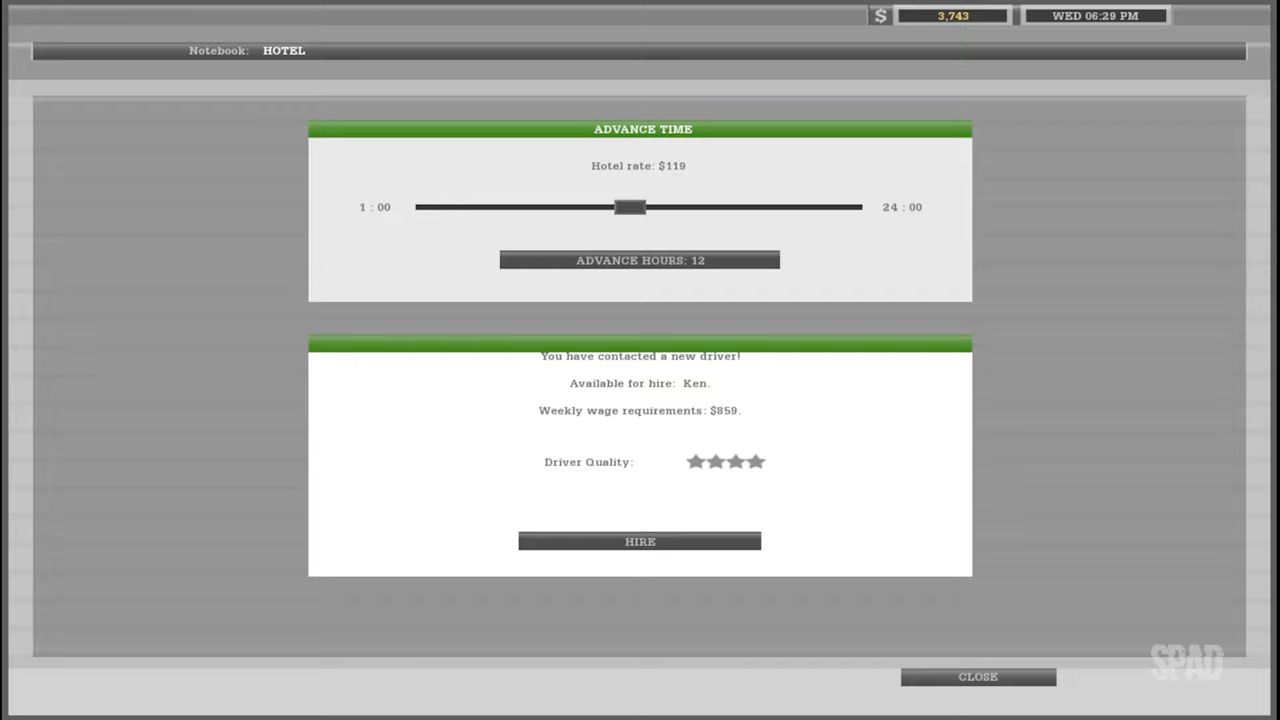 $ 3,743 WED 06:29 PM
Notebook: HOTEL
ADVANCE TIME
Hotel rate: $119
1 : 00 24 : 00
ADVANCE HOURS: 12
You have contacted a new driver!
Available for hire: Ken.
Weekly wage requirements: $859.
Driver Quality:
HIRE
SPAD
CLOSE